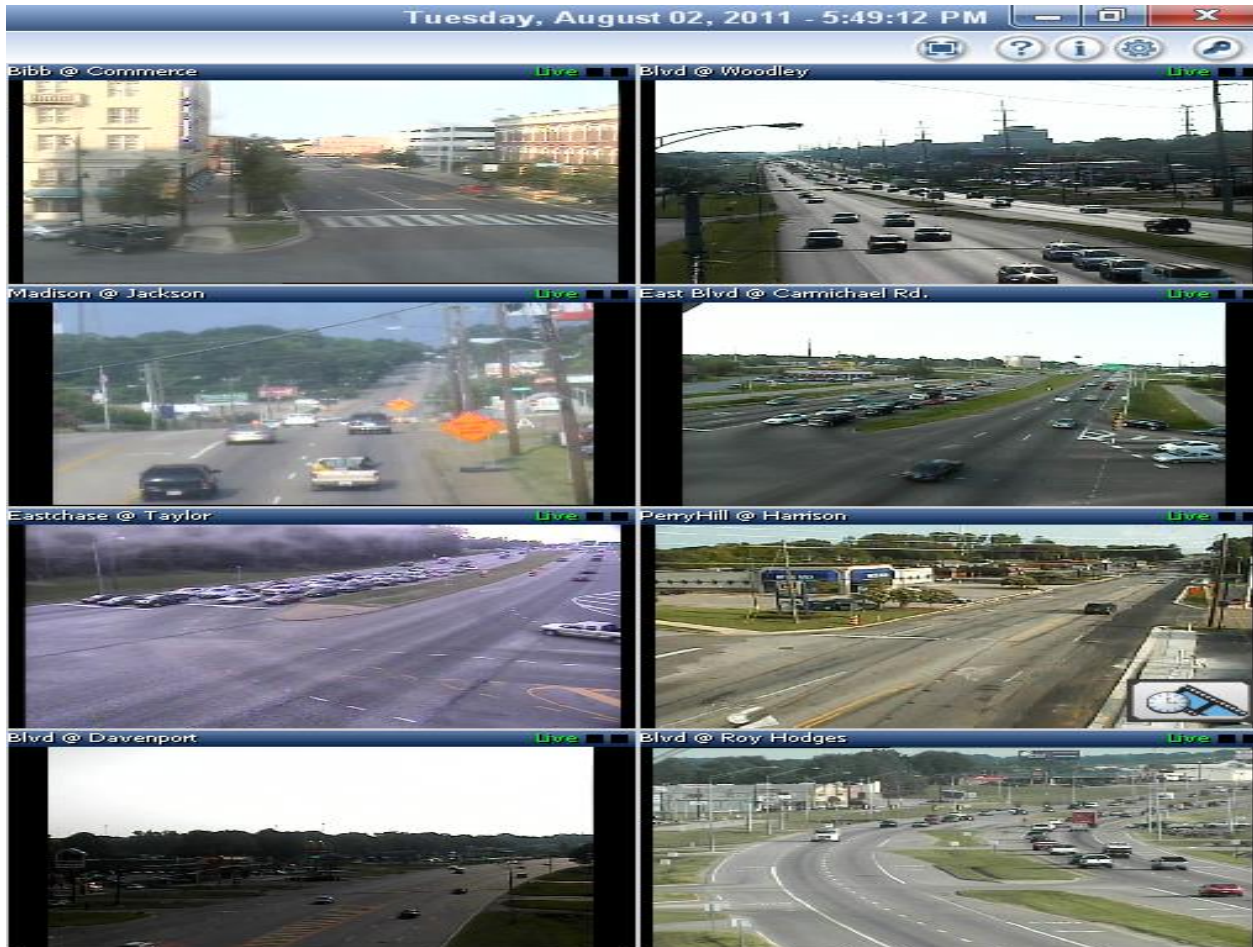 Tuesday, August 02, 2011 - 5:49:12 PM
Bibb @ Commerce Live
Blvd @ Woodley Live
Madison @ Jackson Live
East Blvd @ Carmichael Rd. Live
Eastchase @ Taylor Live
PerryHill @ Harrison Live
Blvd @ Davenport Live
Blvd @ Roy Hodges Live